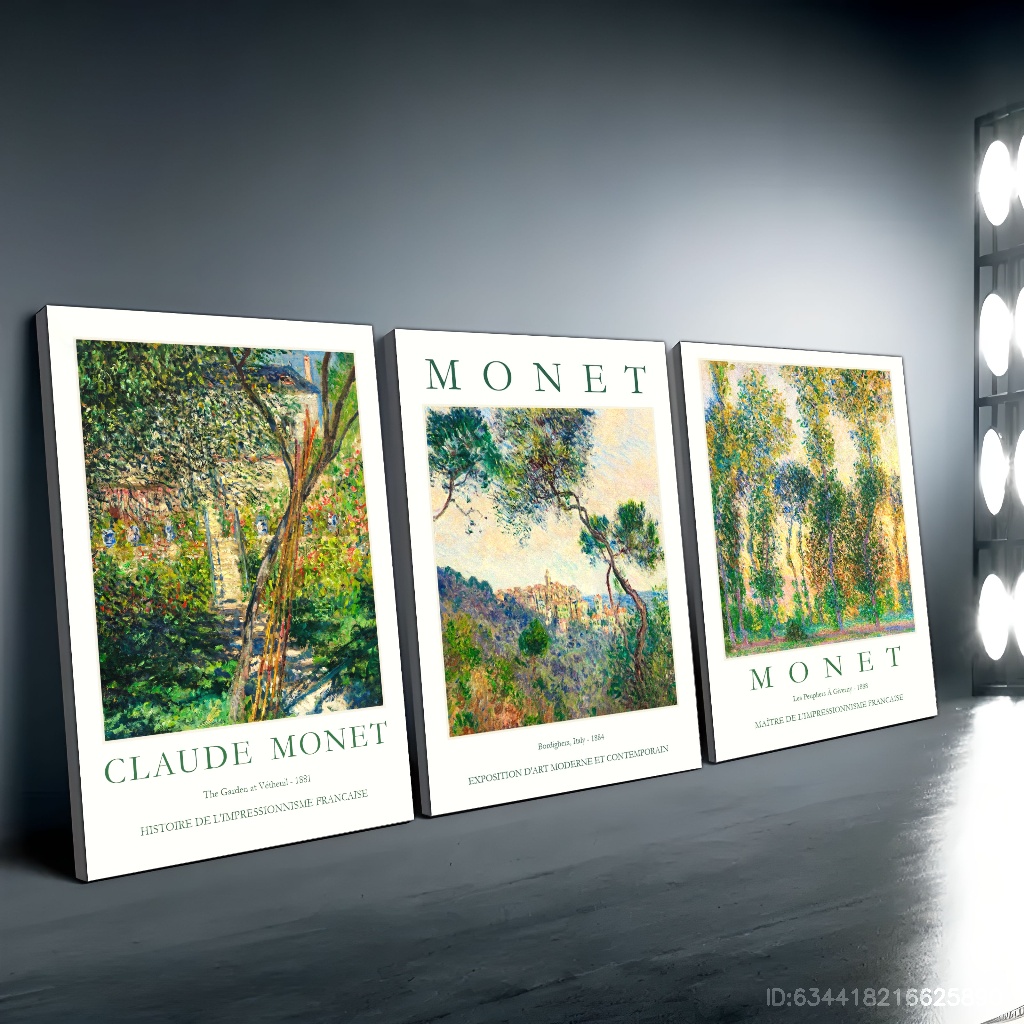 CLAUDE MONET
The Garden at Vétheuil - 1881
HISTOIRE DE L'IMPRESSIONNISME FRANCAISE
MONET
Bordighera, Italy - 1884
EXPOSITION D'ART MODERNE ET CONTEMPORAIN
MONET
Les Peupliers À Giverny - 1888
MAÎTRE DE L'IMPRESSIONNISME FRANCAISE